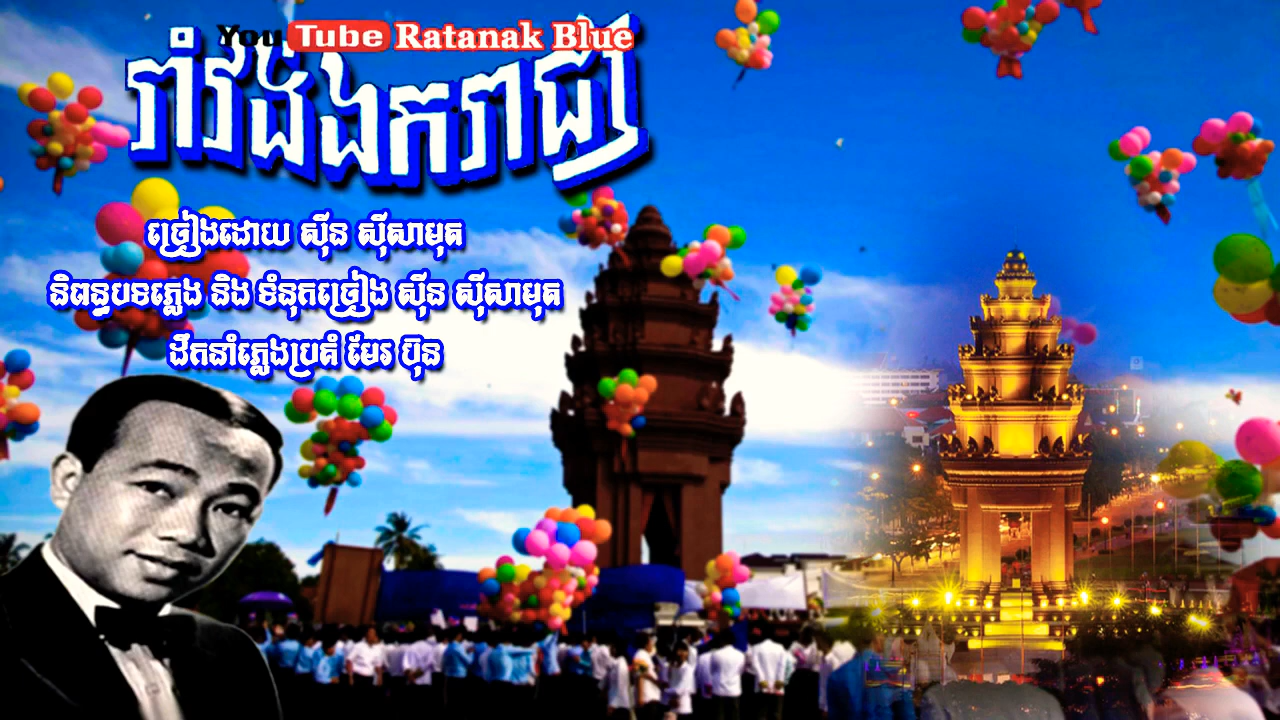 You Tube Ratanak Blue
រាំវង់ឯករាជ្យ
ច្រៀងដោយ ស៊ីន ស៊ីសាមុត
និពន្ធបទភ្លេង និង ទំនុកច្រៀង ស៊ីន ស៊ីសាមុត
ដឹកនាំភ្លេងប្រគំ មែរ ប៊ុន